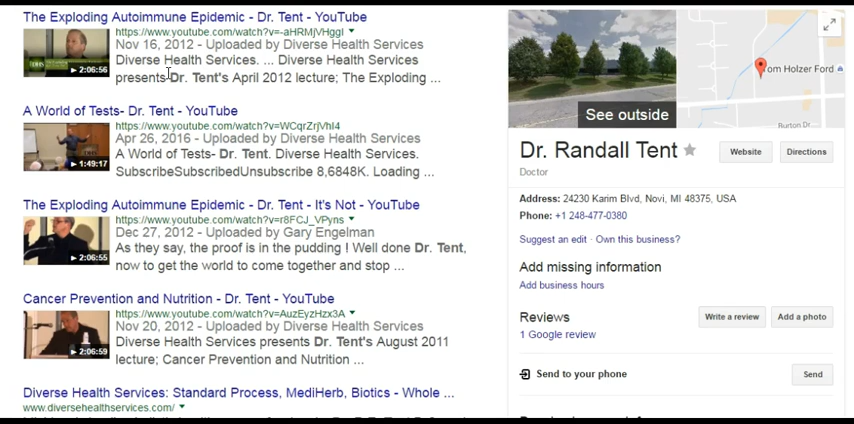 The Exploding Autoimmune Epidemic - Dr. Tent - YouTube
https://www.youtube.com/watch?v=-aHRMjVHggI
Nov 16, 2012 - Uploaded by Diverse Health Services
Diverse Health Services. ... Diverse Health Services
presents Dr. Tent's April 2012 lecture; The Exploding ...
2:06:56
A World of Tests- Dr. Tent - YouTube
https://www.youtube.com/watch?v=WCqrZrjVhI4
Apr 26, 2016 - Uploaded by Diverse Health Services
A World of Tests- Dr. Tent. Diverse Health Services.
SubscribeSubscribedUnsubscribe 8,6848K. Loading ...
1:49:17
The Exploding Autoimmune Epidemic - Dr. Tent - It's Not - YouTube
https://www.youtube.com/watch?v=r8FCJ_VPyns
Dec 27, 2012 - Uploaded by Gary Engelman
As they say, the proof is in the pudding ! Well done Dr. Tent,
now to get the world to come together and stop ...
2:06:55
Cancer Prevention and Nutrition - Dr. Tent - YouTube
https://www.youtube.com/watch?v=AuzEyzHzx3A
Nov 20, 2012 - Uploaded by Diverse Health Services
Diverse Health Services presents Dr. Tent's August 2011
lecture; Cancer Prevention and Nutrition ...
2:06:59
Diverse Health Services: Standard Process, MediHerb, Biotics - Whole ...
www.diversehealthservices.com/
See outside
Tom Holzer Ford
Burton Dr
Dr. Randall Tent
Website
Directions
Doctor
Address: 24230 Karim Blvd, Novi, MI 48375, USA
Phone: +1 248-477-0380
Suggest an edit · Own this business?
Add missing information
Add business hours
Reviews
Write a review
Add a photo
1 Google review
Send to your phone
Send